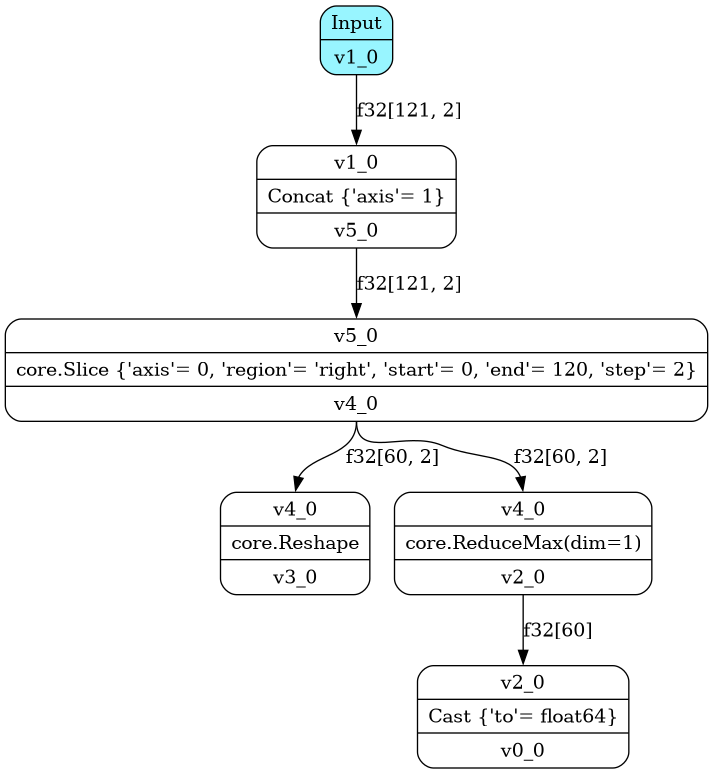 Input
v1_0
f32[121, 2]
v1_0
Concat {'axis'= 1}
v5_0
f32[121, 2]
v5_0
core.Slice {'axis'= 0, 'region'= 'right', 'start'= 0, 'end'= 120, 'step'= 2}
v4_0
f32[60, 2]
f32[60, 2]
v4_0
core.Reshape
v3_0
v4_0
core.ReduceMax(dim=1)
v2_0
f32[60]
v2_0
Cast {'to'= float64}
v0_0